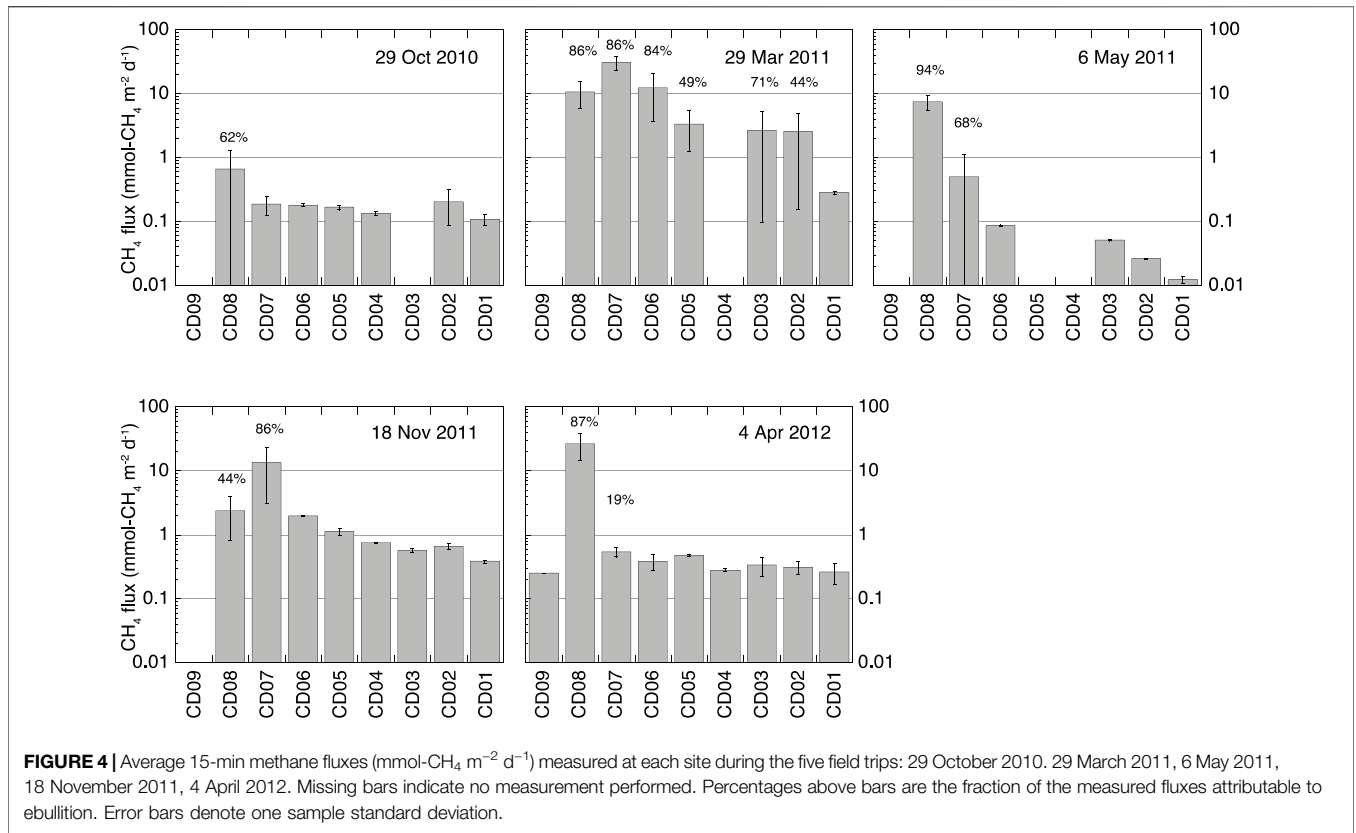 29 Oct 2010
CH4 flux (mmol-CH4 m-2 d-1)
100
10
1
0.1
0.01
62%
CD09
CD08
CD07
CD06
CD05
CD04
CD03
CD02
CD01
29 Mar 2011
86%
86%
84%
49%
71%
44%
CD09
CD08
CD07
CD06
CD05
CD04
CD03
CD02
CD01
6 May 2011
94%
68%
100
10
1
0.1
0.01
CD09
CD08
CD07
CD06
CD05
CD04
CD03
CD02
CD01
18 Nov 2011
CH4 flux (mmol-CH4 m-2 d-1)
100
10
1
0.1
0.01
44%
86%
CD09
CD08
CD07
CD06
CD05
CD04
CD03
CD02
CD01
4 Apr 2012
87%
19%
100
10
1
0.1
0.01
CD09
CD08
CD07
CD06
CD05
CD04
CD03
CD02
CD01
FIGURE 4 | Average 15-min methane fluxes (mmol-CH4 m−2 d−1) measured at each site during the five field trips: 29 October 2010. 29 March 2011, 6 May 2011,
18 November 2011, 4 April 2012. Missing bars indicate no measurement performed. Percentages above bars are the fraction of the measured fluxes attributable to
ebullition. Error bars denote one sample standard deviation.